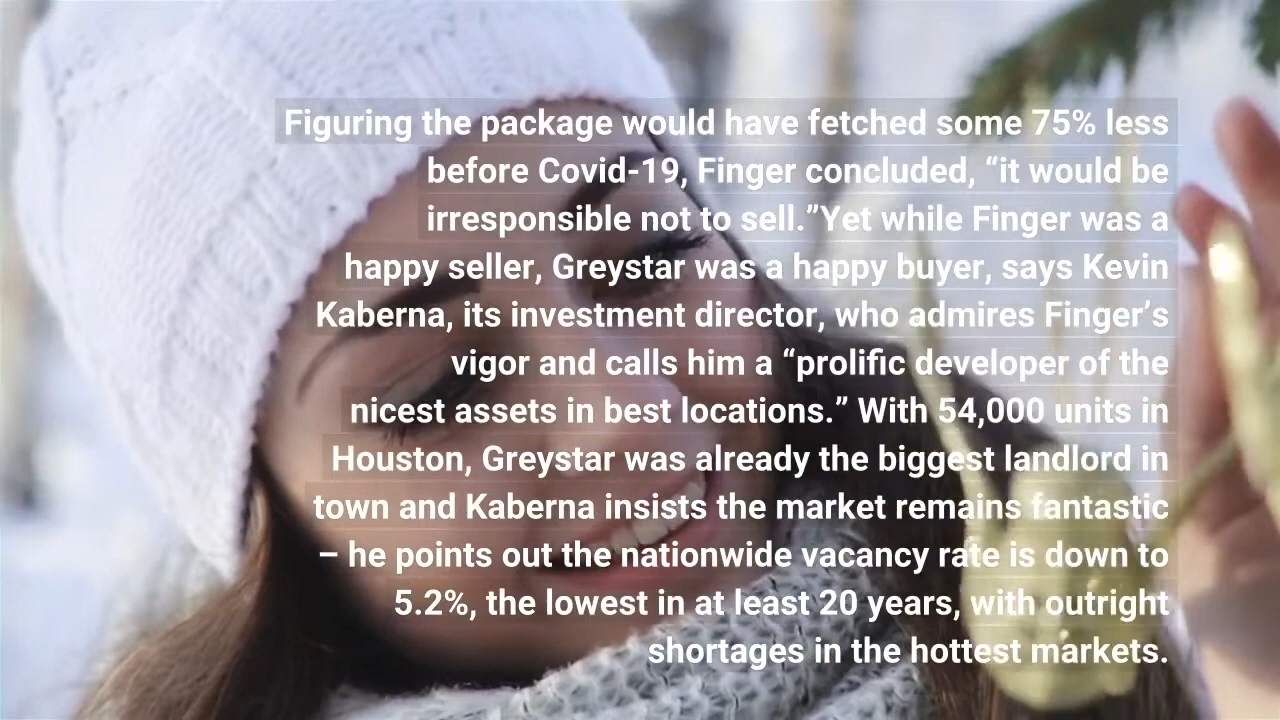 Figuring the package would have fetched some 75% less
before Covid-19, Finger concluded, “it would be
irresponsible not to sell.”Yet while Finger was a
happy seller, Greystar was a happy buyer, says Kevin
Kaberna, its investment director, who admires Finger’s
vigor and calls him a “prolific developer of the
nicest assets in best locations.” With 54,000 units in
Houston, Greystar was already the biggest landlord in
town and Kaberna insists the market remains fantastic
– he points out the nationwide vacancy rate is down to
5.2%, the lowest in at least 20 years, with outright
shortages in the hottest markets.